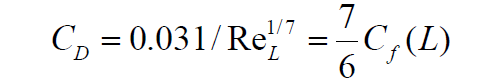 C_D = 0.031/Re_L^{1/7} = \frac{7}{6} C_f(L)